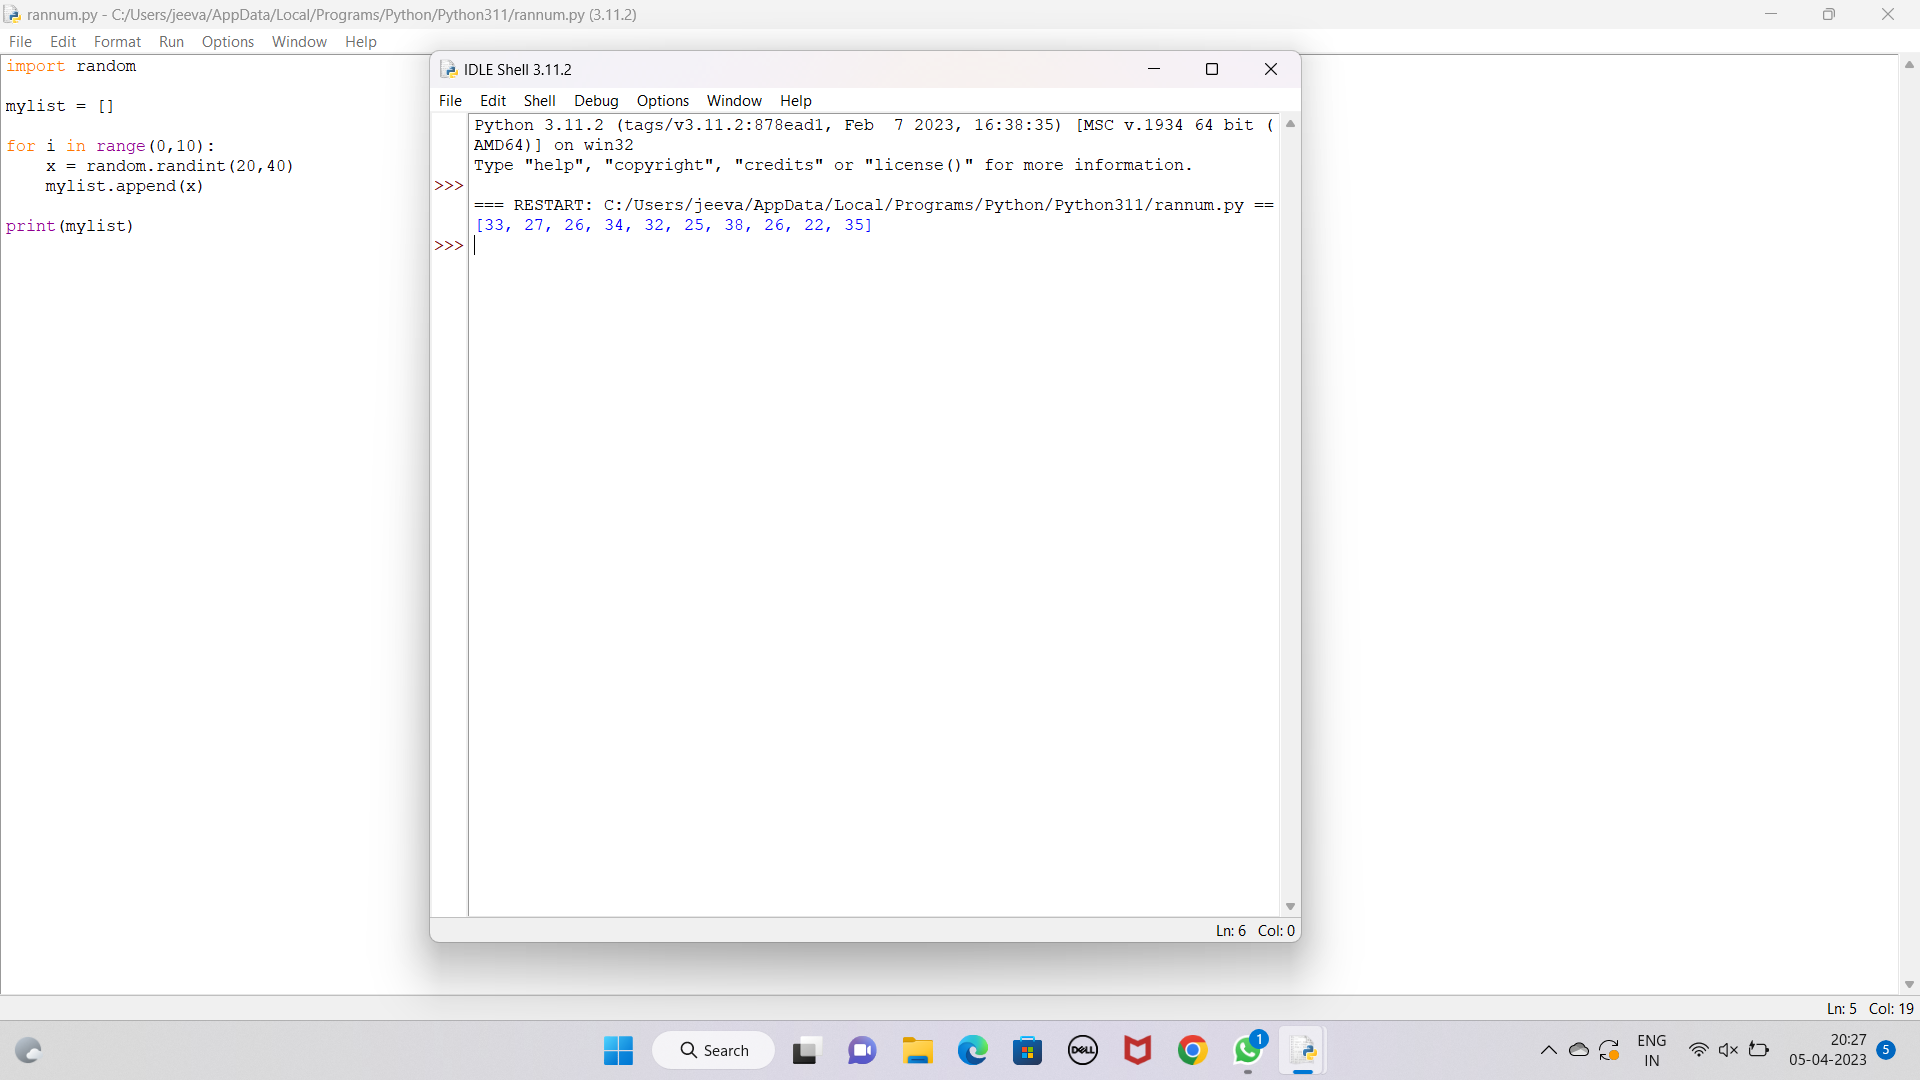 rannum.py - C:/Users/jeeva/AppData/Local/Programs/Python/Python311/rannum.py (3.11.2)
File Edit Format Run Options Window Help
import random
mylist = []
for i in range(0,10):
    x = random.randint(20,40)
    mylist.append(x)
print(mylist)
IDLE Shell 3.11.2
File Edit Shell Debug Options Window Help
Python 3.11.2 (tags/v3.11.2:878ead1, Feb  7 2023, 16:38:35) [MSC v.1934 64 bit (
AMD64)] on win32
Type "help", "copyright", "credits" or "license()" for more information.
>>>
=== RESTART: C:/Users/jeeva/AppData/Local/Programs/Python/Python311/rannum.py ==
[33, 27, 26, 34, 32, 25, 38, 26, 22, 35]
>>>
Ln: 6 Col: 0
Ln: 5 Col: 19
Search
DELL
1
ENG
IN
20:27
05-04-2023
5